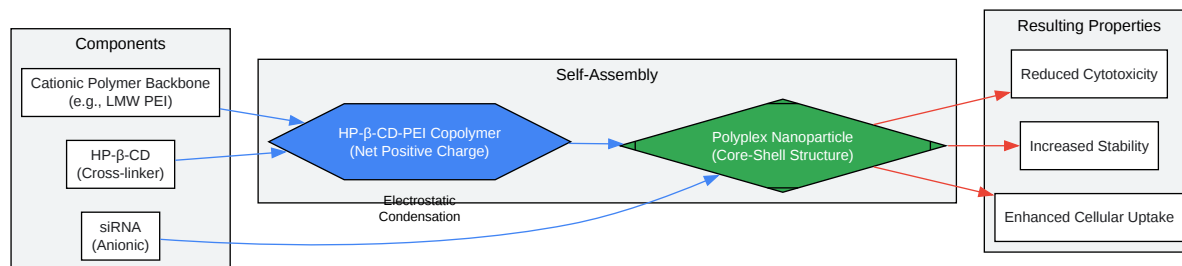 Components
Cationic Polymer Backbone
(e.g., LMW PEI)
HP-β-CD
(Cross-linker)
siRNA
(Anionic)
Self-Assembly
HP-β-CD-PEI Copolymer
(Net Positive Charge)
Electrostatic
Condensation
Polyplex Nanoparticle
(Core-Shell Structure)
Resulting Properties
Reduced Cytotoxicity
Increased Stability
Enhanced Cellular Uptake